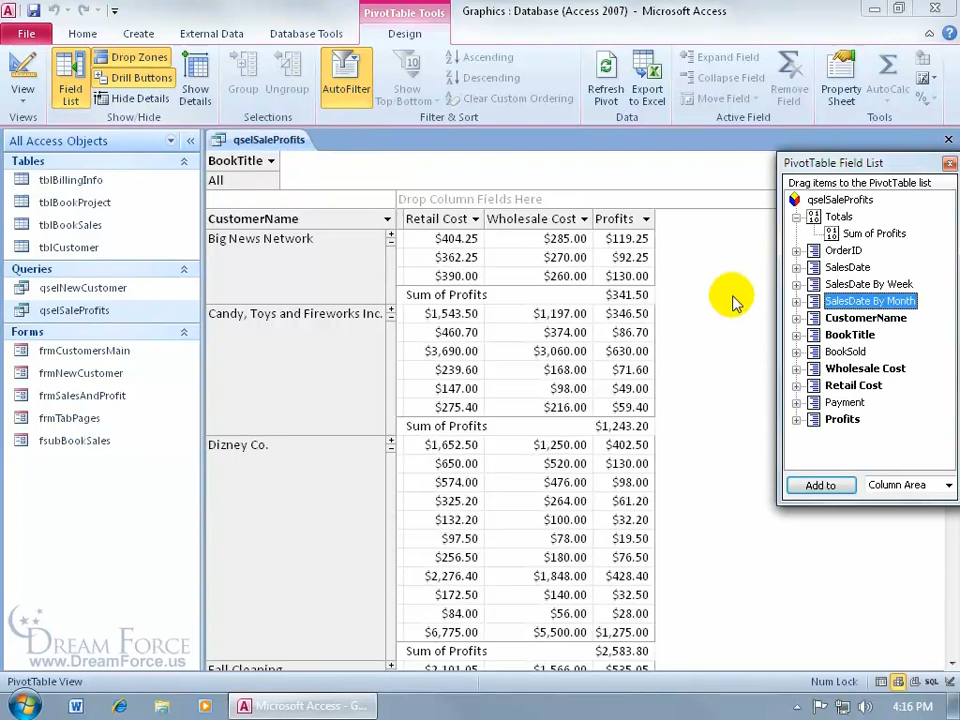 PivotTable Tools
Graphics : Database (Access 2007) - Microsoft Access
File
Home
Create
External Data
Database Tools
Design
View
Views
Field List
Drop Zones
Drill Buttons
Hide Details
Show Details
Show/Hide
Group
Ungroup
Selections
AutoFilter
Show Top/Bottom
Ascending
Descending
Clear Custom Ordering
Filter & Sort
Refresh Pivot
Export to Excel
Data
Expand Field
Collapse Field
Move Field
Remove Field
Active Field
Property Sheet
AutoCalc
Tools
All Access Objects
Tables
tblBillingInfo
tblBookProject
tblBookSales
tblCustomer
Queries
qselNewCustomer
qselSaleProfits
Forms
frmCustomersMain
frmNewCustomer
frmSalesAndProfit
frmTabPages
fsubBookSales
DREAM FORCE
www.DreamForce.us
qselSaleProfits
BookTitle
All
Drop Column Fields Here
CustomerName Retail Cost Wholesale Cost Profits
Big News Network $404.25 $285.00 $119.25
$362.25 $270.00 $92.25
$390.00 $260.00 $130.00
Sum of Profits $341.50
Candy, Toys and Fireworks Inc. $1,543.50 $1,197.00 $346.50
$460.70 $374.00 $86.70
$3,690.00 $3,060.00 $630.00
$239.60 $168.00 $71.60
$147.00 $98.00 $49.00
$275.40 $216.00 $59.40
Sum of Profits $1,243.20
Dizney Co. $1,652.50 $1,250.00 $402.50
$650.00 $520.00 $130.00
$574.00 $476.00 $98.00
$325.20 $264.00 $61.20
$132.20 $100.00 $32.20
$97.50 $78.00 $19.50
$256.50 $180.00 $76.50
$2,276.40 $1,848.00 $428.40
$172.50 $140.00 $32.50
$84.00 $56.00 $28.00
$6,775.00 $5,500.00 $1,275.00
Sum of Profits $2,583.80
Fall Cleaning $2,101.05 $1,566.00 $535.05
PivotTable Field List
Drag items to the PivotTable list
qselSaleProfits
Totals
Sum of Profits
OrderID
SalesDate
SalesDate By Week
SalesDate By Month
CustomerName
BookTitle
BookSold
Wholesale Cost
Retail Cost
Payment
Profits
Add to
Column Area
PivotTable View
Num Lock
SQL
Microsoft Access - G...
4:16 PM